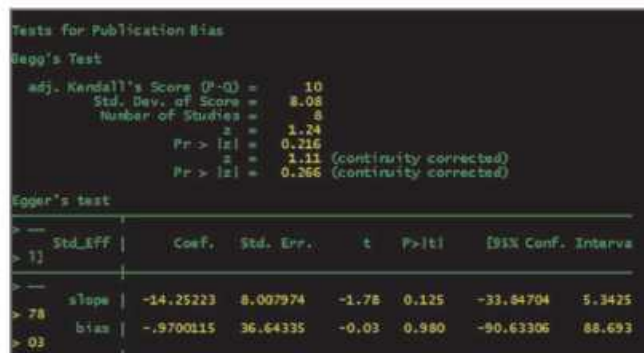 Tests for Publication Bias
Begg's Test
adj. Kendall's Score (P-Q) = 10
Std. Dev. of Score = 8.08
Number of Studies = 8
z = 1.24
Pr > |z| = 0.216
z = 1.11 (continuity corrected)
Pr > |z| = 0.266 (continuity corrected)
Egger's test
> —
Std_Eff | Coef. Std. Err. t P>|t| [95% Conf. Interva
> l]
> —
slope | -14.25223 8.007974 -1.78 0.125 -33.84704 5.3425
> 78
bias | -.9700115 36.64335 -0.03 0.980 -90.63306 88.693
> 03